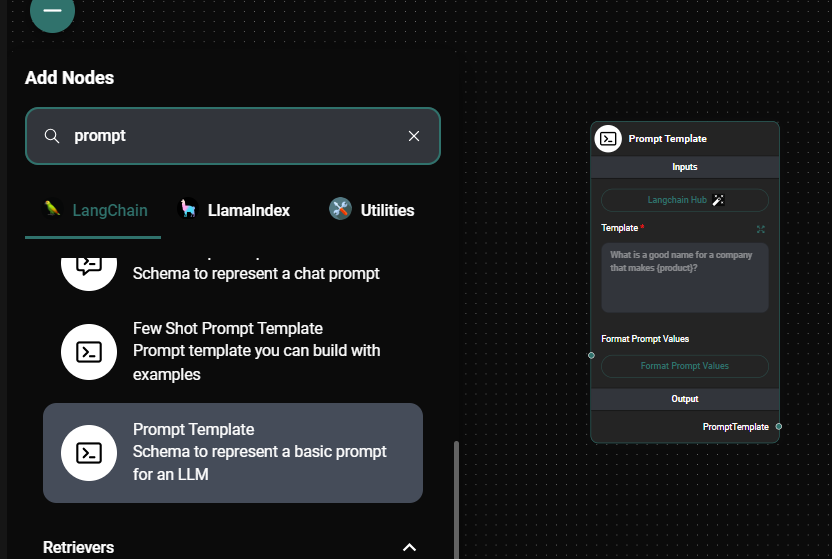 Add Nodes
prompt
LangChain
LlamaIndex
Utilities
Schema to represent a chat prompt
Few Shot Prompt Template
Prompt template you can build with
examples
Prompt Template
Schema to represent a basic prompt
for an LLM
Retrievers
Prompt Template
Inputs
Langchain Hub
Template *
What is a good name for a company
that makes {product}?
Format Prompt Values
Format Prompt Values
Output
PromptTemplate